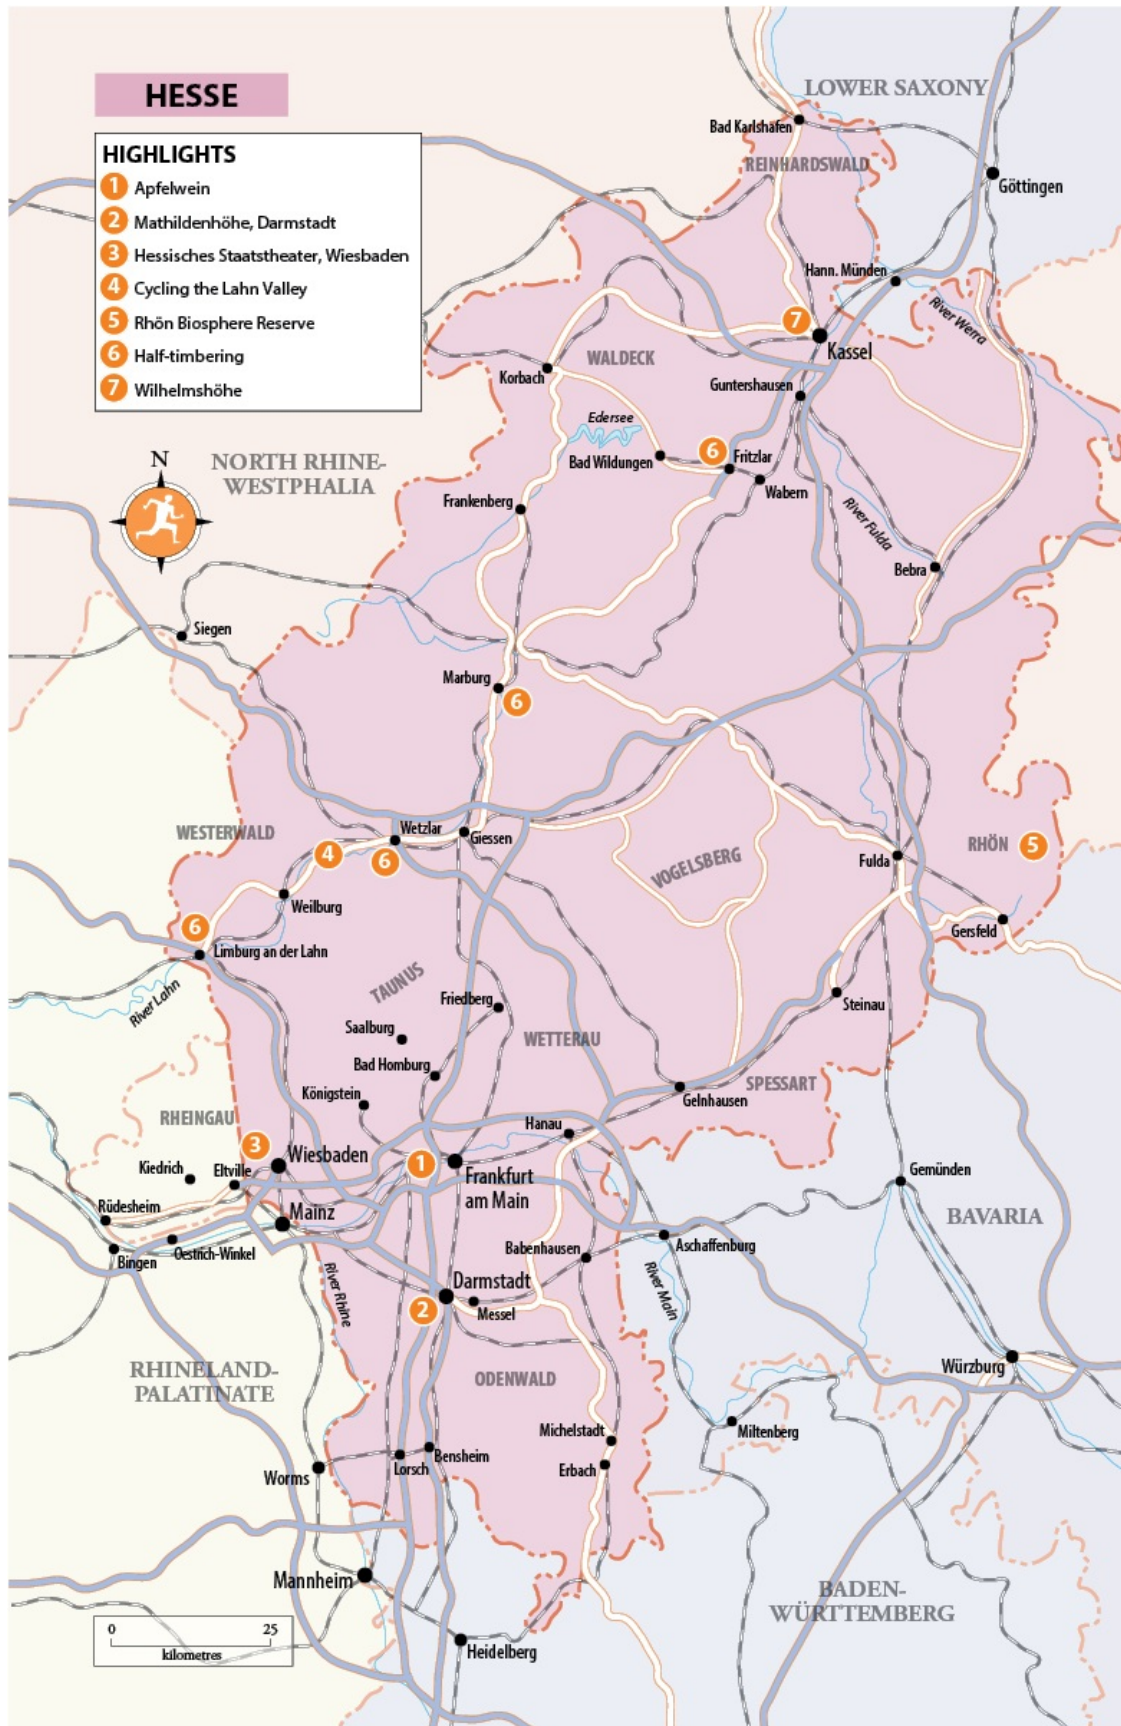 HESSE
HIGHLIGHTS
1 Apfelwein
2 Mathildenhöhe, Darmstadt
3 Hessisches Staatstheater, Wiesbaden
4 Cycling the Lahn Valley
5 Rhön Biosphere Reserve
6 Half-timbering
7 Wilhelmshöhe
LOWER SAXONY
Bad Karlshafen
REINHARDSWALD
Göttingen
Hann. Münden
River Werra
7
Kassel
WALDECK
Korbach
Guntershausen
Edersee
6
Fritzlar
Bad Wildungen
Wabern
N
NORTH RHINE-
WESTPHALIA
Frankenberg
River Fulda
Bebra
Siegen
Marburg
6
WESTERWALD
Wetzlar
Giessen
4
6
VOGELSBERG
Fulda
RHÖN
5
Weilburg
6
Limburg an der Lahn
Gersfeld
River Lahn
TAUNUS
Friedberg
Steinau
Saalburg
WETTERAU
Bad Homburg
SPESSART
Königstein
Gelnhausen
RHEINGAU
Hanau
3
Wiesbaden
1
Frankfurt
am Main
Kiedrich
Eltville
Gemünden
Rüdesheim
Mainz
BAVARIA
Bingen
Oestrich-Winkel
Babenhausen
Aschaffenburg
River Rhine
River Main
Darmstadt
2
Messel
RHINELAND-
PALATINATE
ODENWALD
Würzburg
Michelstadt
Miltenberg
Bensheim
Lorsch
Erbach
Worms
Mannheim
BADEN-
WÜRTTEMBERG
0 25
kilometres
Heidelberg